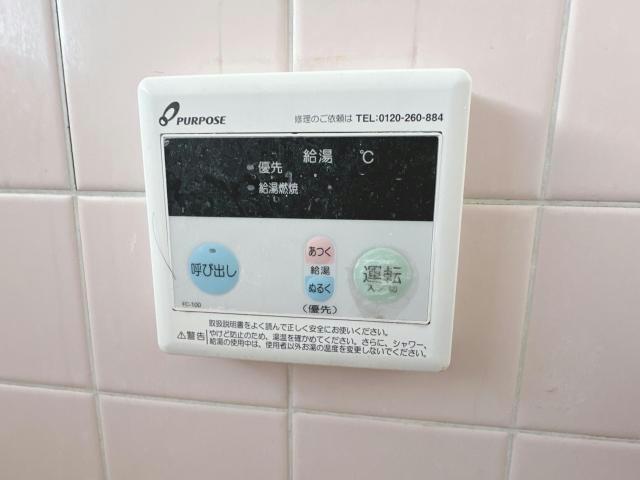 PURPOSE
修理のご依頼は TEL:0120-260-884
給湯 ℃
優先
給湯燃焼
呼び出し
あつく
給湯
ぬるく
(優先)
運転
入/切
FC-100
取扱説明書をよく読んで正しく安全にお使いください。
⚠警告
やけど防止のため、湯温を確かめてください。さらに、シャワー、
給湯の使用中は、使用者以外お湯の温度を変更しないでください。